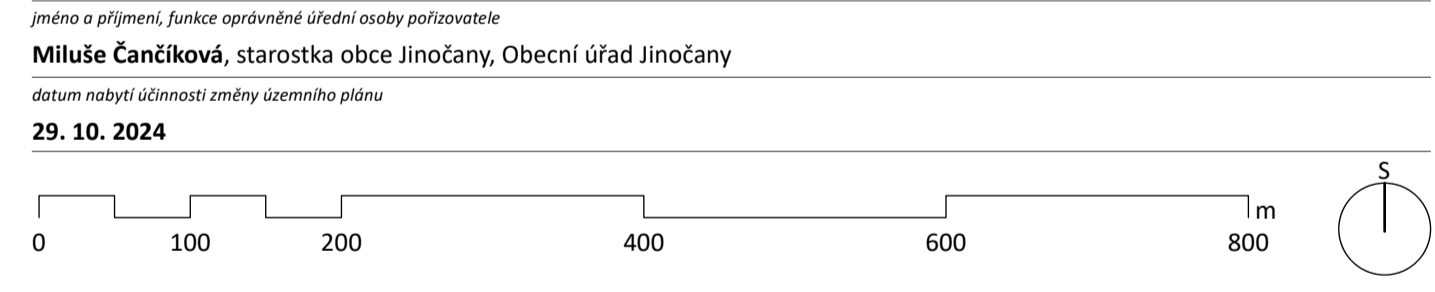 jméno a příjmení, funkce oprávněné úřední osoby pořizovatele
Miluše Čančíková, starostka obce Jinočany, Obecní úřad Jinočany
datum nabytí účinnosti změny územního plánu
29. 10. 2024
S
m
0 100 200 400 600 800